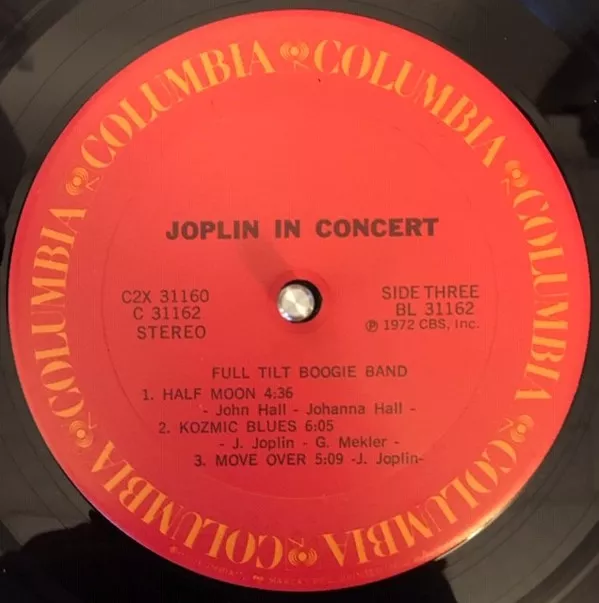 COLUMBIA COLUMBIA COLUMBIA COLUMBIA COLUMBIA COLUMBIA
JOPLIN IN CONCERT
C2X 31160
C 31162
STEREO
SIDE THREE
BL 31162
℗ 1972 CBS, Inc.
FULL TILT BOOGIE BAND
1. HALF MOON 4:36
- John Hall - Johanna Hall -
2. KOZMIC BLUES 6:05
- J. Joplin - G. Mekler -
3. MOVE OVER 5:09 -J. Joplin-